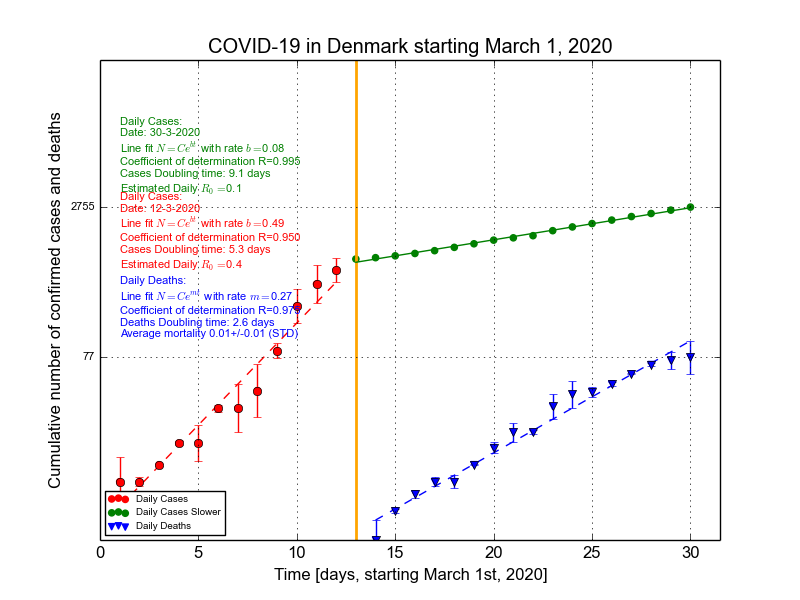 COVID-19 in Denmark starting March 1, 2020
Cumulative number of confirmed cases and deaths
Daily Cases:
Date: 30-3-2020
Line fit N = Ce^{bt} with rate b = 0.08
Coefficient of determination R=0.995
Cases Doubling time: 9.1 days
Estimated Daily R_0 = 0.1
Daily Cases:
Date: 12-3-2020
Line fit N = Ce^{bt} with rate b = 0.49
Coefficient of determination R=0.950
Cases Doubling time: 5.3 days
Estimated Daily R_0 = 0.4
Daily Deaths:
Line fit N = Ce^{mt} with rate m = 0.27
Coefficient of determination R=0.975
Deaths Doubling time: 2.6 days
Average mortality 0.01+/-0.01 (STD)
2755
77
Daily Cases
Daily Cases Slower
Daily Deaths
0 5 10 15 20 25 30
Time [days, starting March 1st, 2020]